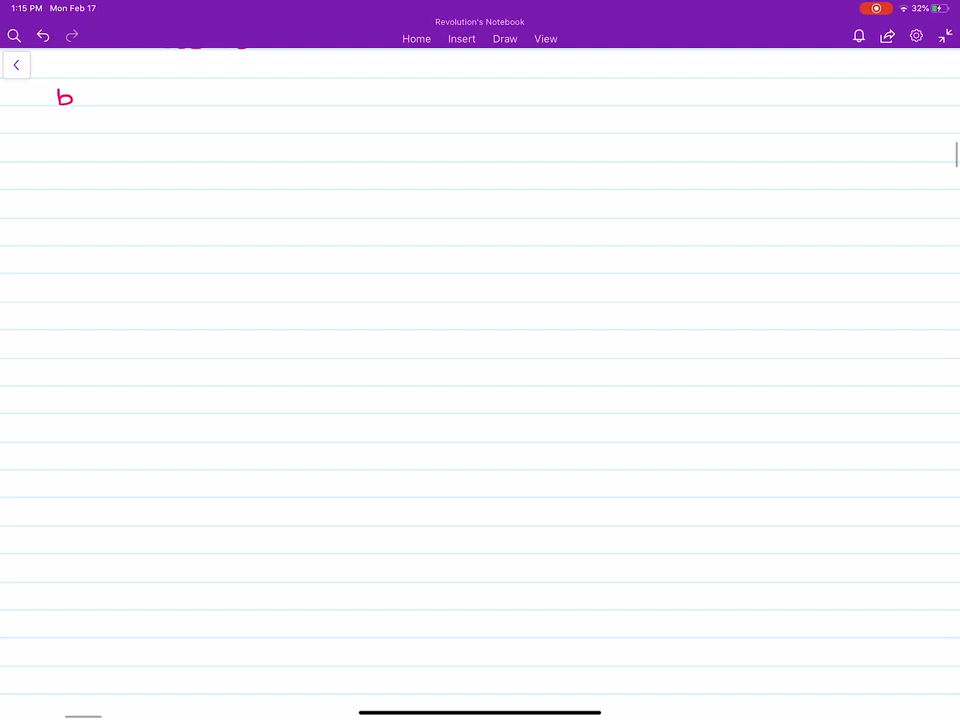 1:15 PM Mon Feb 17
32%
Revolution's Notebook
Home Insert Draw View
b